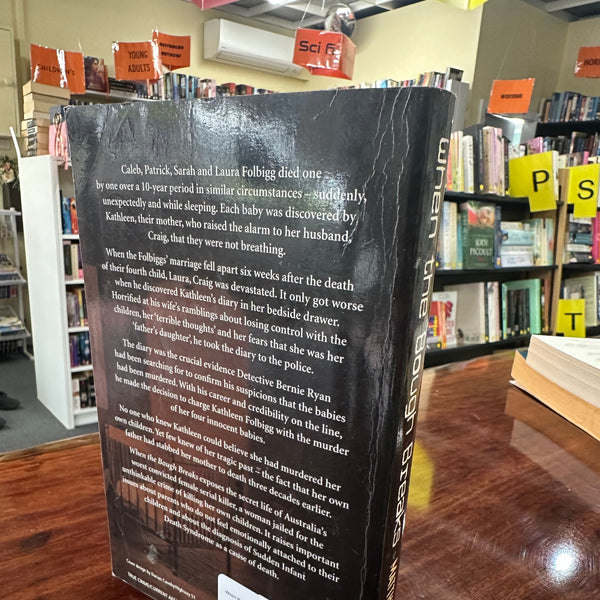 CHILDREN'S
YOUNG
ADULTS
Sci fi
Caleb, Patrick, Sarah and Laura Folbigg died one
by one over a 10-year period in similar circumstances – suddenly,
unexpectedly and while sleeping. Each baby was discovered by
Kathleen, their mother, who raised the alarm to her husband,
Craig, that they were not breathing.
When the Folbiggs' marriage fell apart six weeks after the death
of their fourth child, Laura, Craig was devastated. It only got worse
when he discovered Kathleen's diary in her bedside drawer.
Horrified at his wife's ramblings about losing control with the
children, her 'terrible thoughts' and her fears that she was her
'father's daughter', he took the diary to the police.
The diary was the crucial evidence Detective Bernie Ryan
had been searching for to confirm his suspicions that the babies
had been murdered. With his career and credibility on the line,
he made the decision to charge Kathleen Folbigg with the murder
of her four innocent babies.
No one who knew Kathleen could believe she had murdered her
own children. Yet few knew of her tragic past – the fact that her own
father had stabbed her mother to death three decades earlier.
When the Bough Breaks exposes the secret life of Australia's
worst convicted female serial killer, a woman jailed for the
unthinkable crime of killing her own children. It raises important
issues about parents who do not feel emotionally attached to their
children and about the diagnosis of Sudden Infant
Death Syndrome as a cause of death.
TRUE CRIME/CURRENT
when the Bough Breaks
P
S
T
JODI
PICOULT